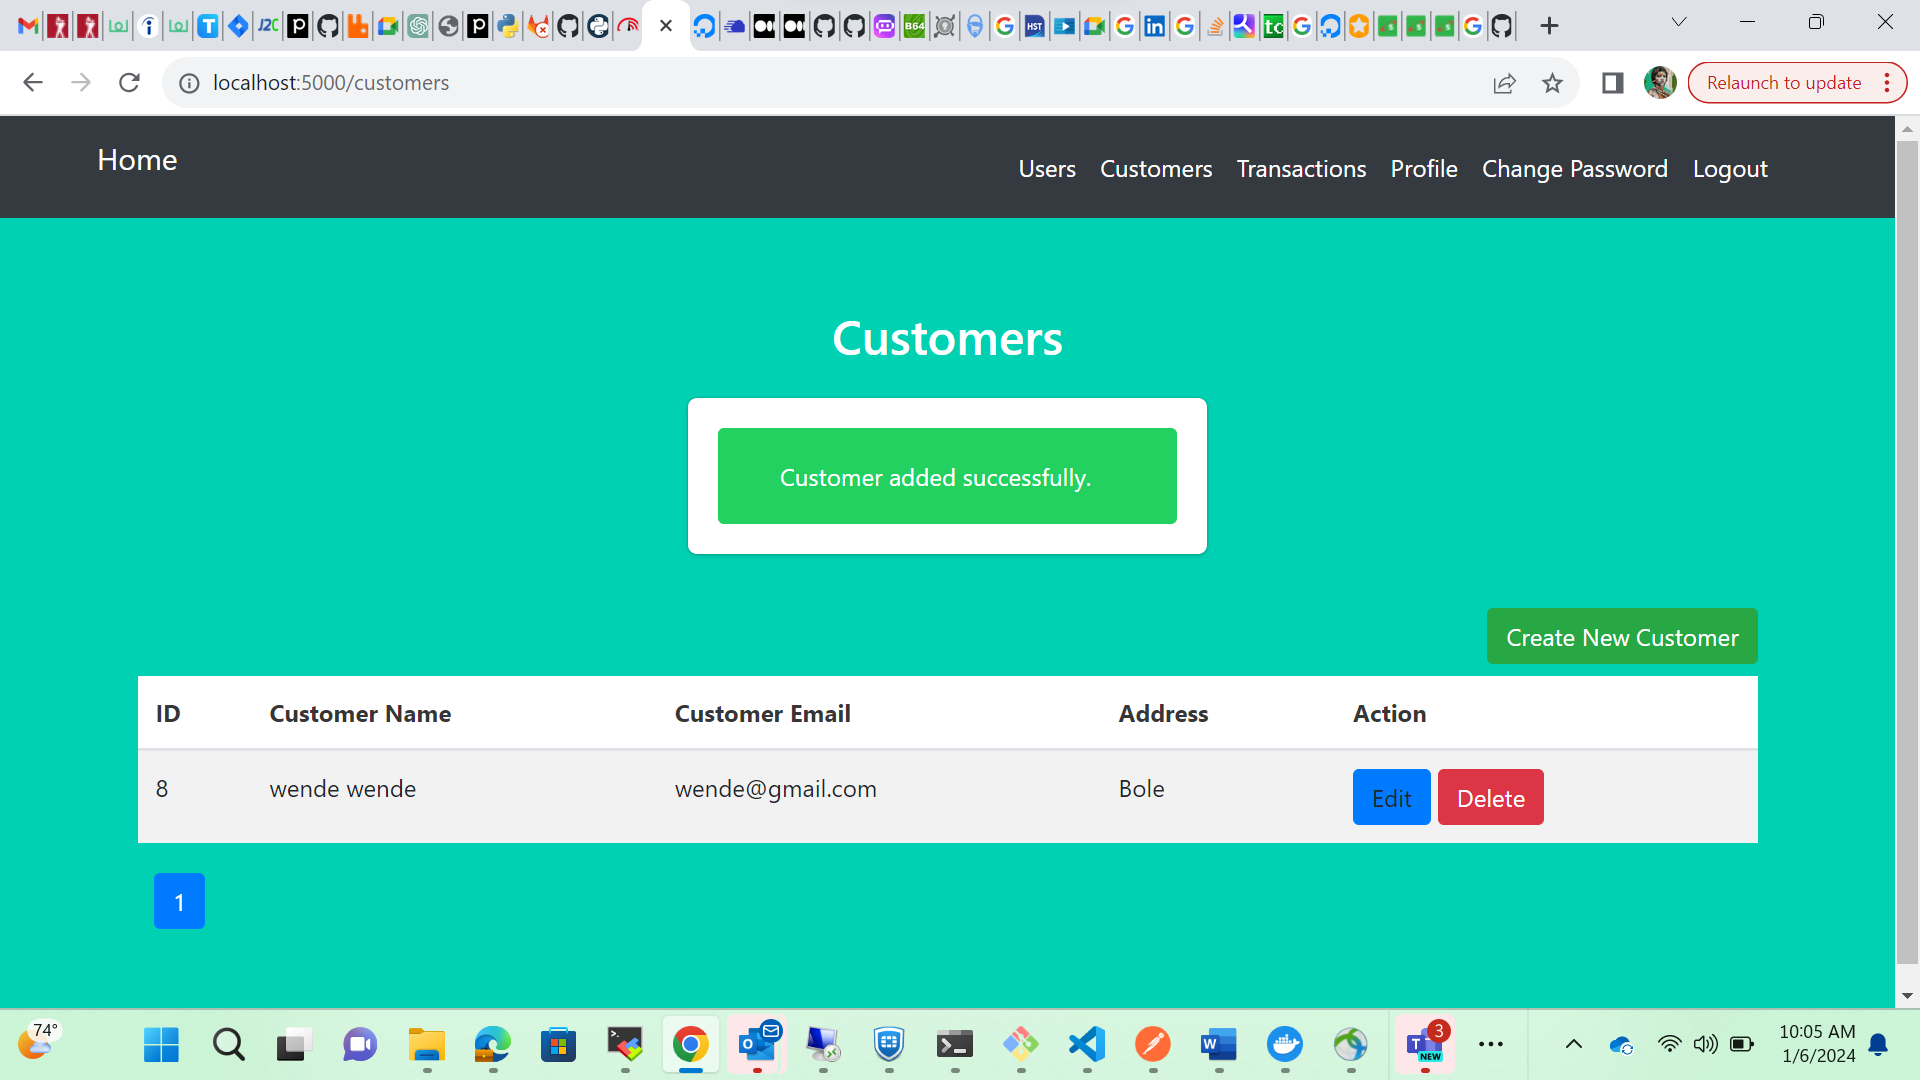 localhost:5000/customers
Relaunch to update
Home
Users Customers Transactions Profile Change Password Logout
Customers
Customer added successfully.
Create New Customer
ID Customer Name Customer Email Address Action
8 wende wende wende@gmail.com Bole Edit Delete
1
74°
3
NEW
10:05 AM
1/6/2024